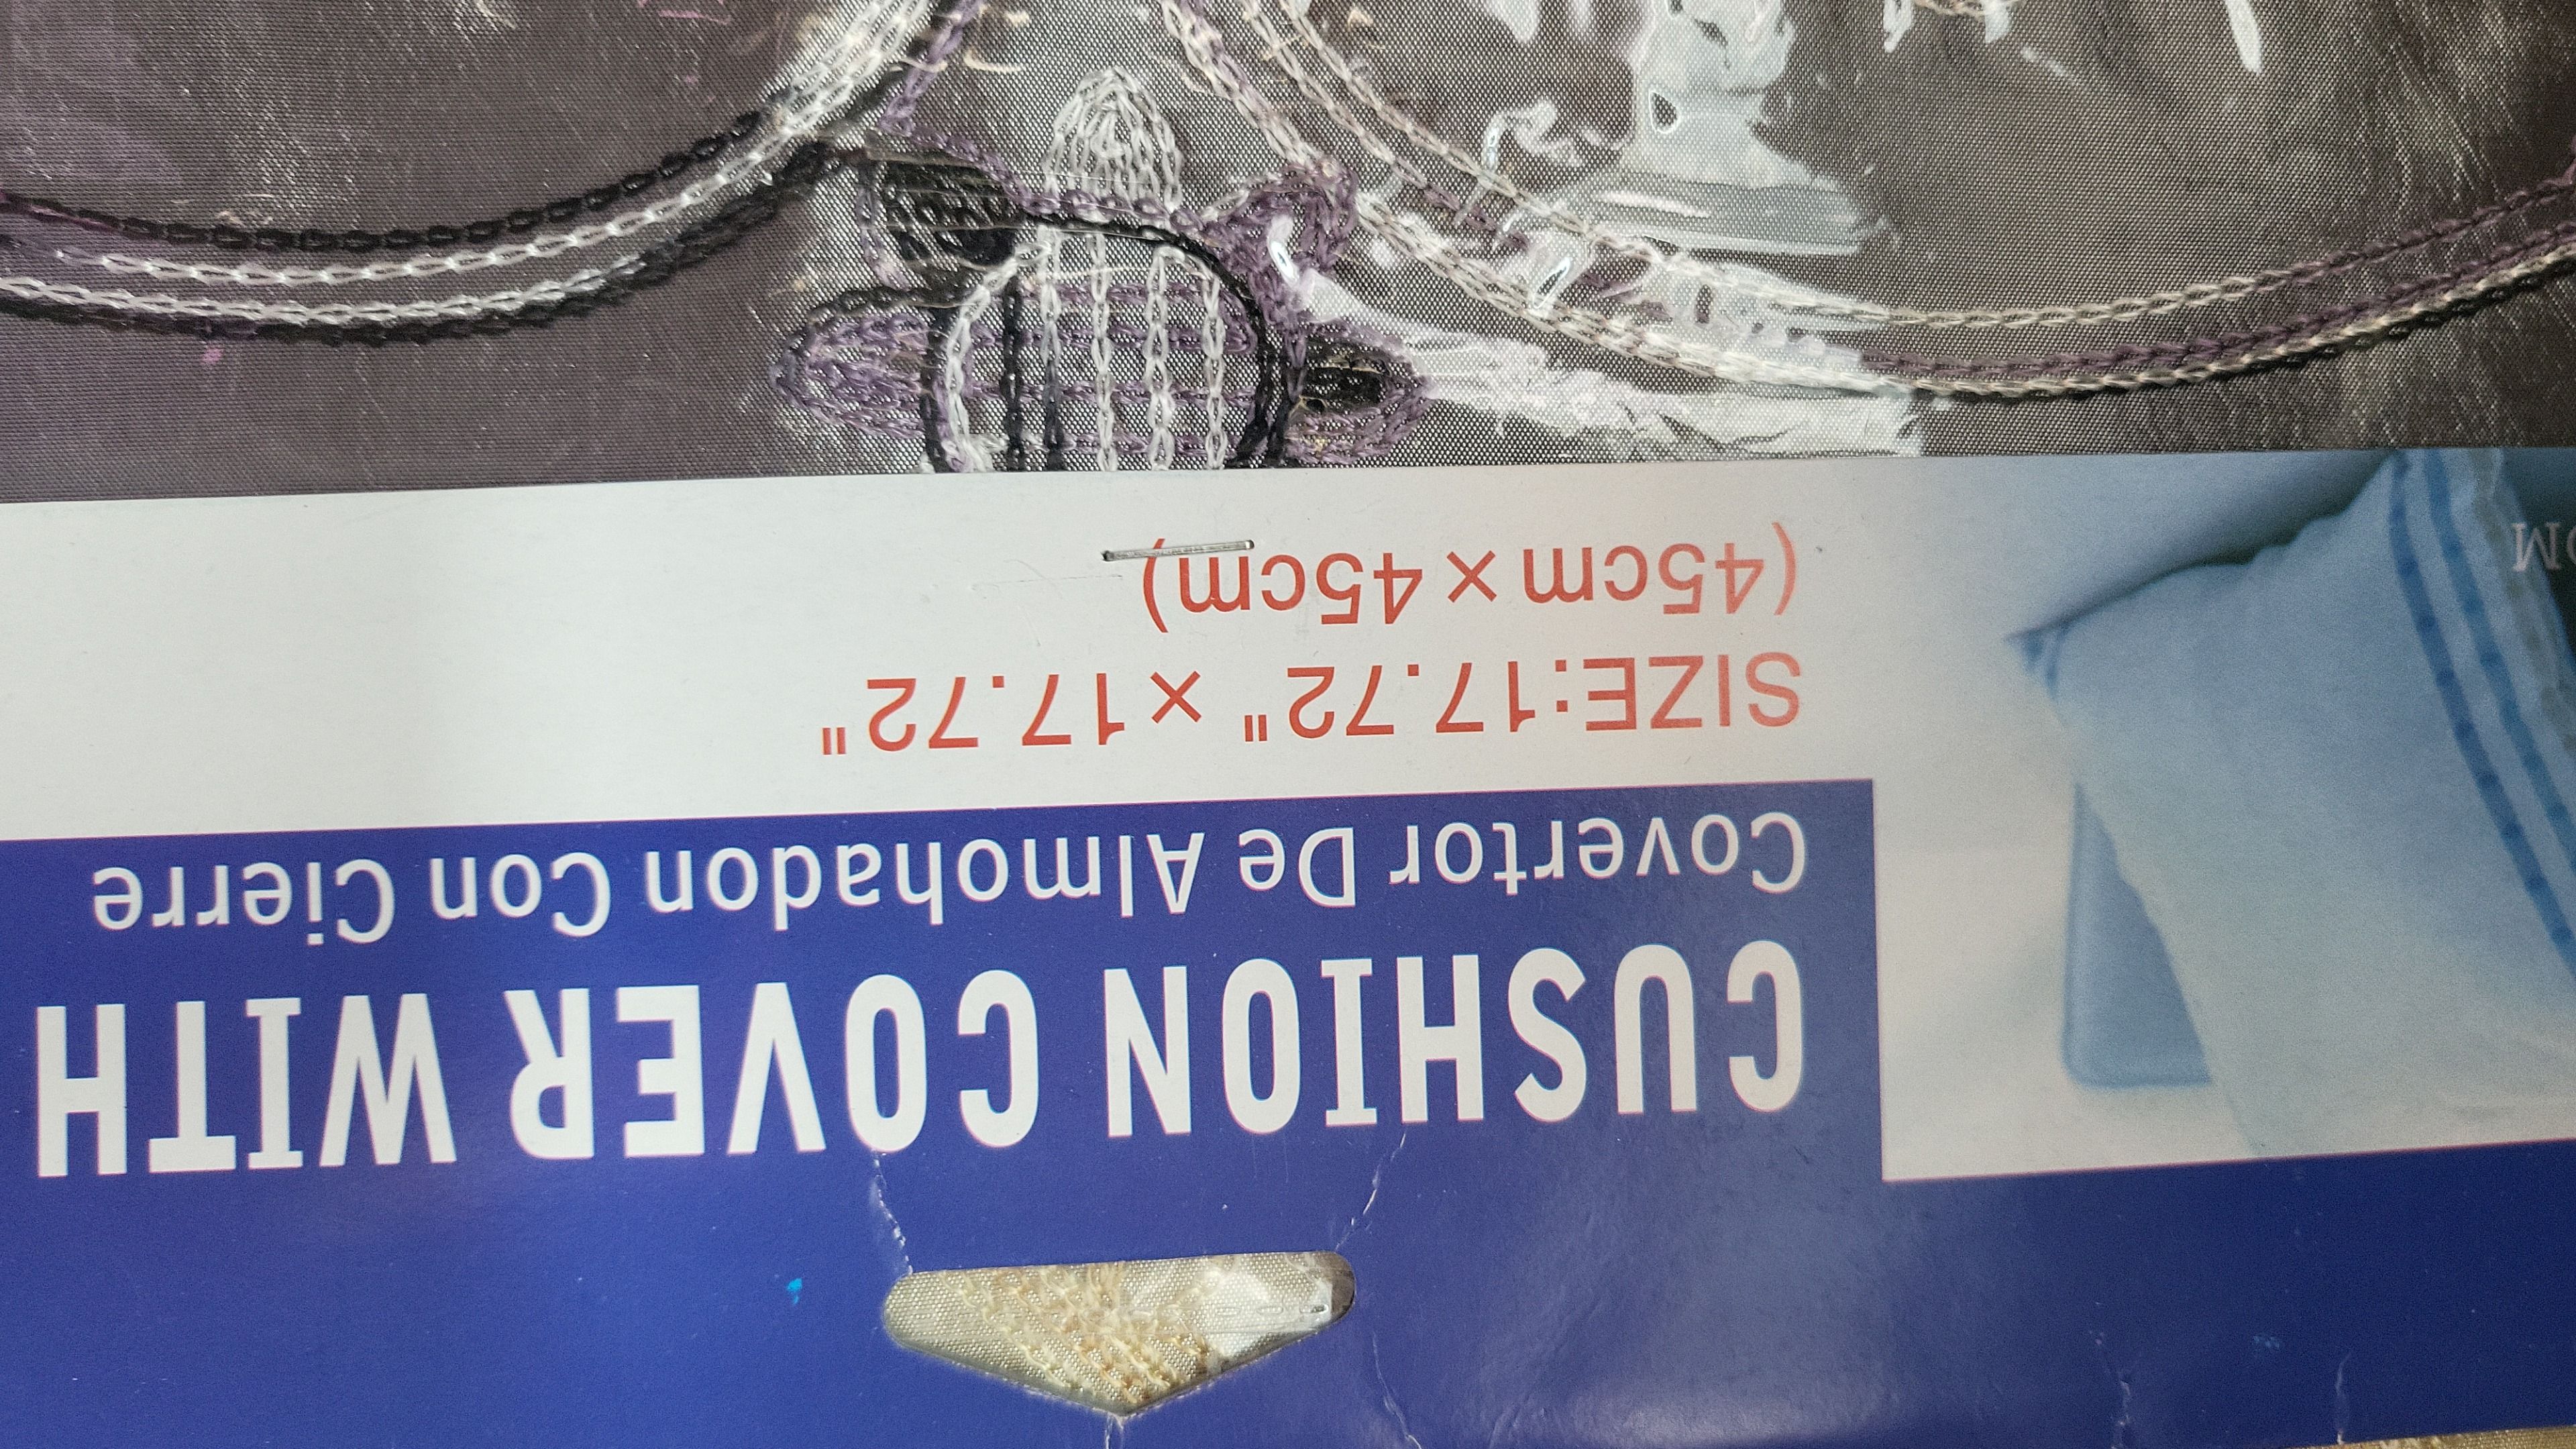 CUSHION COVER WITH
Covertor De Almohadon Con Cierre
SIZE:17.72" × 17.72"
(45cm × 45cm)